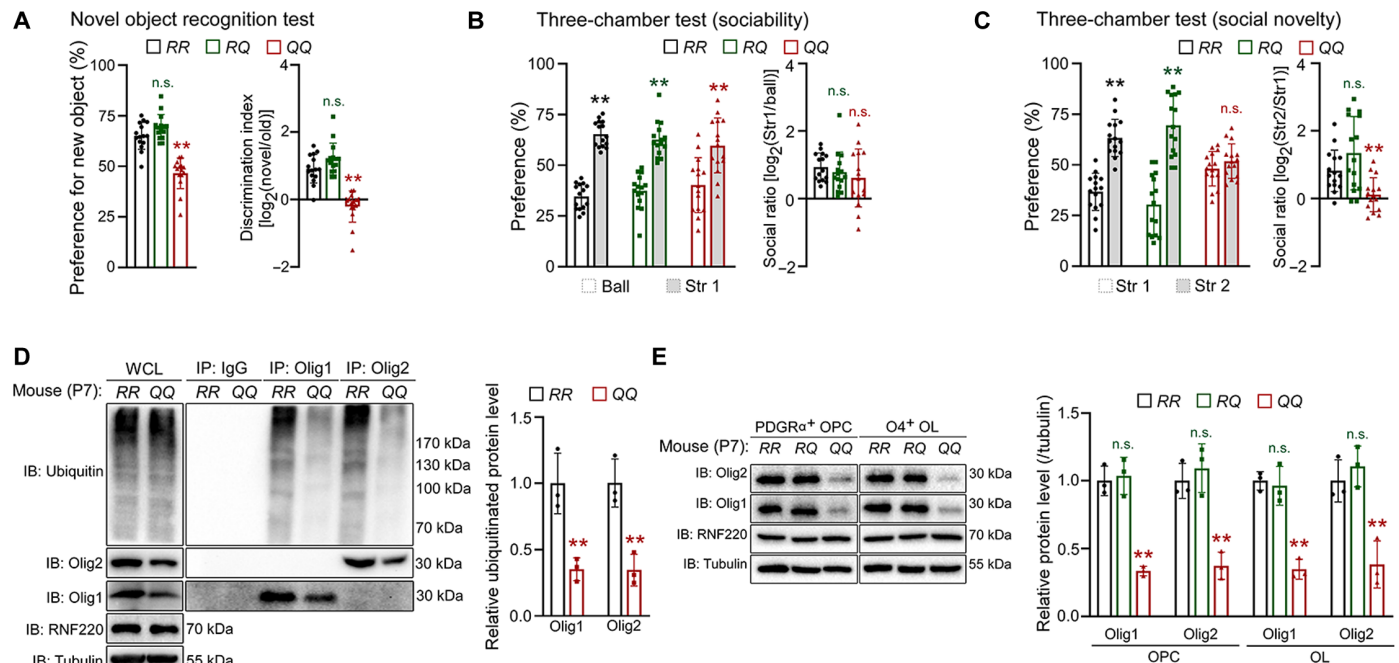 A Novel object recognition test
RR RQ QQ
Preference for new object (%)
100
75
50
25
0
n.s.
**
Discrimination index
[log2(novel/old)]
4
2
0
−2
n.s.
**
B Three-chamber test (sociability)
RR RQ QQ
Preference (%)
100
75
50
25
0
** ** **
Ball Str 1
Social ratio [log2(Str1/ball)]
4
2
0
−2
n.s. n.s.
C Three-chamber test (social novelty)
RR RQ QQ
Preference (%)
100
75
50
25
0
** ** n.s.
Str 1 Str 2
Social ratio [log2(Str2/Str1)]
4
2
0
−2
n.s. **
D
WCL IP: IgG IP: Olig1 IP: Olig2
Mouse (P7): RR QQ RR QQ RR QQ RR QQ
IB: Ubiquitin
170 kDa
130 kDa
100 kDa
70 kDa
IB: Olig2 30 kDa
IB: Olig1 30 kDa
IB: RNF220 70 kDa
IB: Tubulin 55 kDa
RR QQ
Relative ubiquitinated protein level
1.5
1.0
0.5
0.0
** **
Olig1 Olig2
E
PDGRα+ OPC O4+ OL
Mouse (P7): RR RQ QQ RR RQ QQ
IB: Olig2 30 kDa
IB: Olig1 30 kDa
IB: RNF220 70 kDa
IB: Tubulin 55 kDa
RR RQ QQ
Relative protein level (/tubulin)
1.5
1.0
0.5
0.0
n.s. n.s. n.s. n.s.
** ** ** **
Olig1 Olig2 Olig1 Olig2
OPC OL